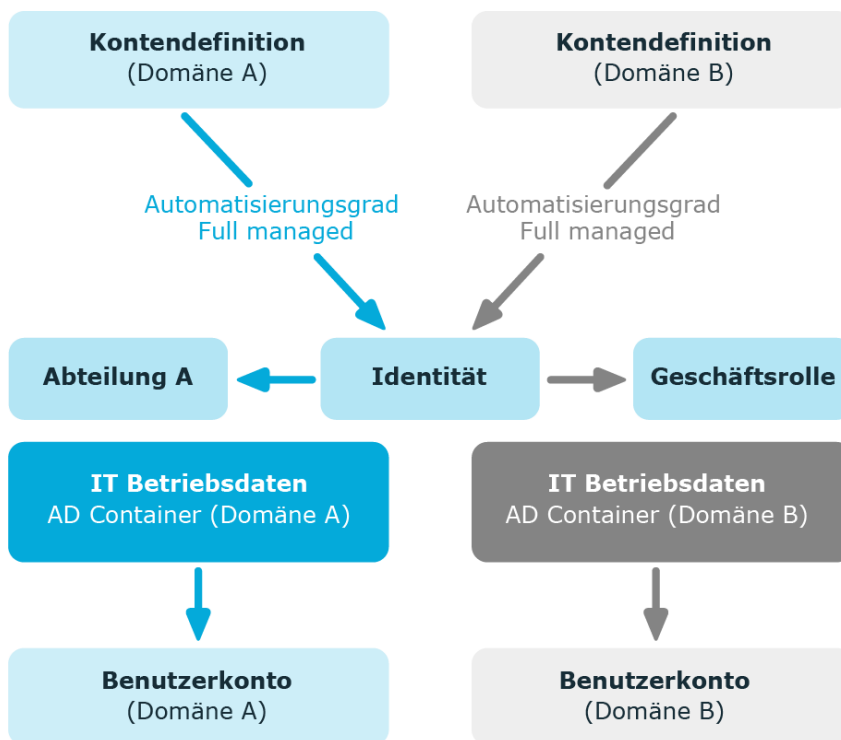 Kontendefinition
(Domäne A)
Kontendefinition
(Domäne B)
Automatisierungsgrad
Full managed
Automatisierungsgrad
Full managed
Abteilung A
Identität
Geschäftsrolle
IT Betriebsdaten
AD Container (Domäne A)
IT Betriebsdaten
AD Container (Domäne B)
Benutzerkonto
(Domäne A)
Benutzerkonto
(Domäne B)